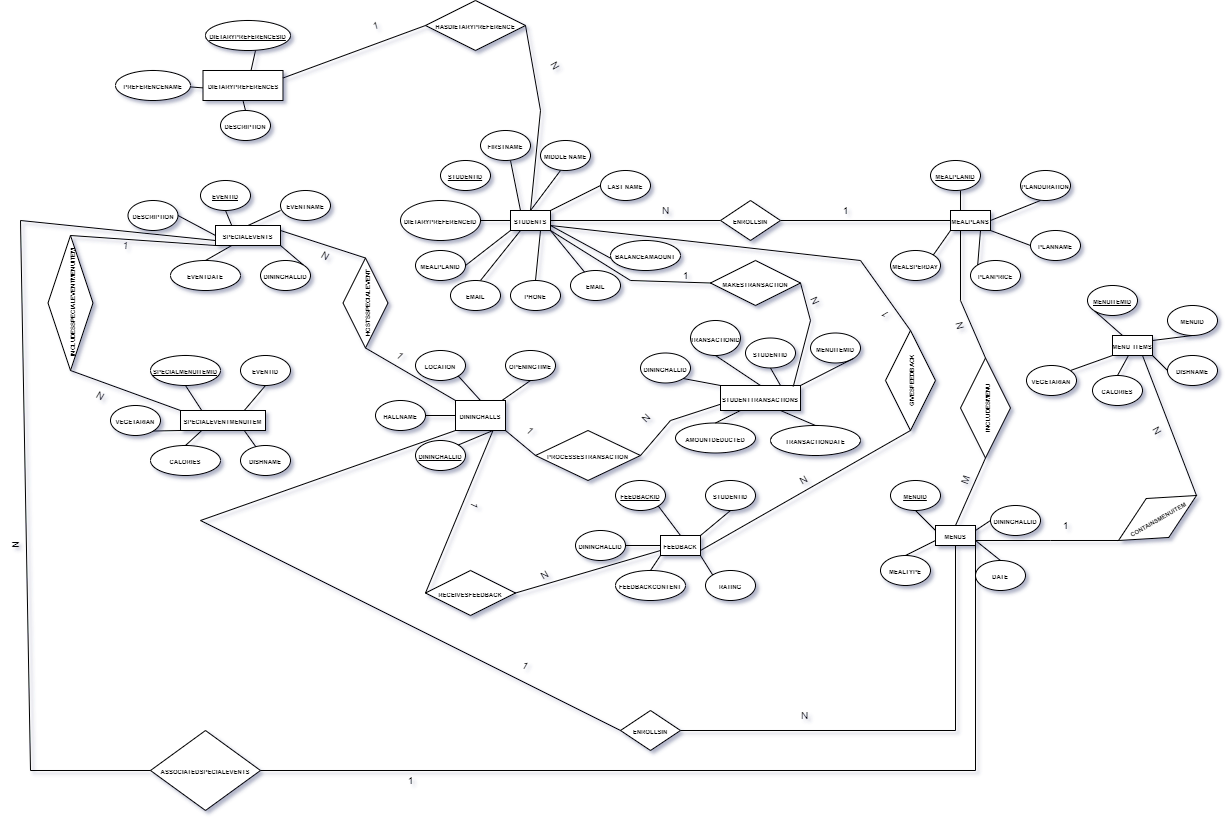 HASDIETARYPREFERENCE
1
DIETARYPREFERENCESID
N
PREFERENCENAME
DIETARYPREFERENCES
DESCRIPTION
FIRSTNAME
MIDDLE NAME
STUDENTID
LAST NAME
DIETARYPREFERENCEID
STUDENTS
MEALPLANID
EMAIL
PHONE
EMAIL
BALANCEAMAOUNT
N
ENROLLSIN
1
MEALPLANID
PLANDURATION
MEALPLANS
PLANNAME
MEALSPERDAY
PLANPRICE
EVENTID
EVENTNAME
DESCRIPTION
SPECIALEVENTS
EVENTDATE
DININGHALLID
1
N
INCLUDESSPECIALEVENTMENUITEM
HOSTSSPECIALEVENT
1
N
1
MAKESTRANSACTION
N
1
MENUITEMID
MENUID
MENU ITEMS
DISHNAME
VEGETARIAN
CALORIES
N
SPECIALMENUITEMID
EVENTID
VEGETARIAN
SPECIALEVENTMENUITEM
CALORIES
DISHNAME
LOCATION
OPENINGTIME
HALLNAME
DININGHALLS
DININGHALLID
TRANSACTIONID
STUDENTID
MENUITEMID
DININGHALLID
STUDENTTRANSACTIONS
AMOUNTDEDUCTED
TRANSACTIONDATE
GIVESFEEDBACK
INCLUDESMENU
N
1
N
PROCESSESTRANSACTION
N
M
1
FEEDBACKID
STUDENTID
DININGHALLID
FEEDBACK
FEEDBACKCONTENT
RATING
MENUID
DININGHALLID
MENUS
MEALTYPE
DATE
1
CONTAINSMENUITEM
N
RECEIVESFEEDBACK
N
1
N
ENROLLSIN
ASSOCIATEDSPECIALEVENTS
1